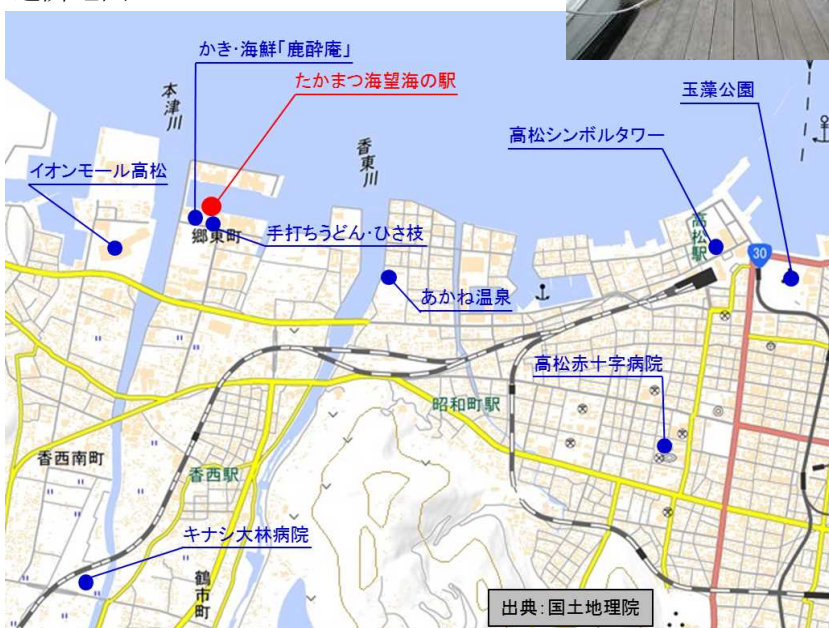 かき・海鮮「鹿酔庵」
たかまつ海望海の駅
玉藻公園
本津川
高松シンボルタワー
香東川
イオンモール高松
高松駅
郷東町
手打ちうどん・ひさ枝
30
あかね温泉
高松赤十字病院
昭和町駅
香西南町
香西駅
キナシ大林病院
鶴市町
出典:国土地理院